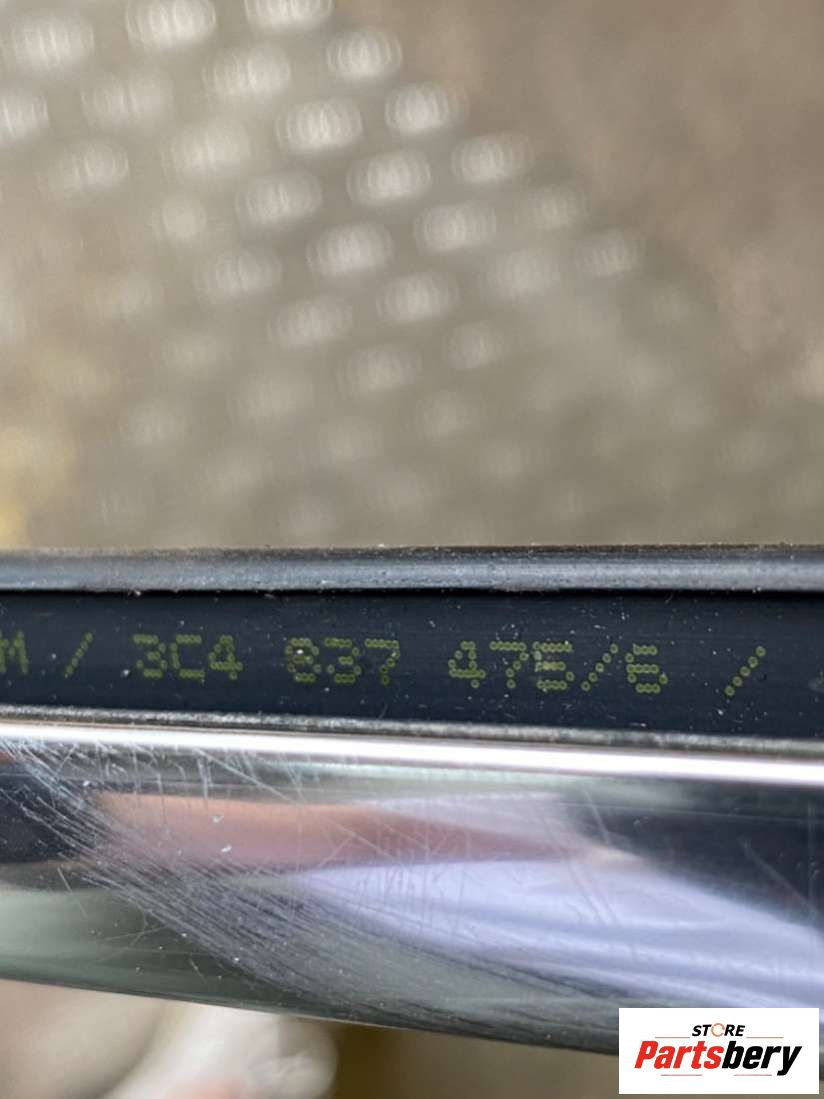 M / 3C4 837 475/6 /
STORE
Partsbery